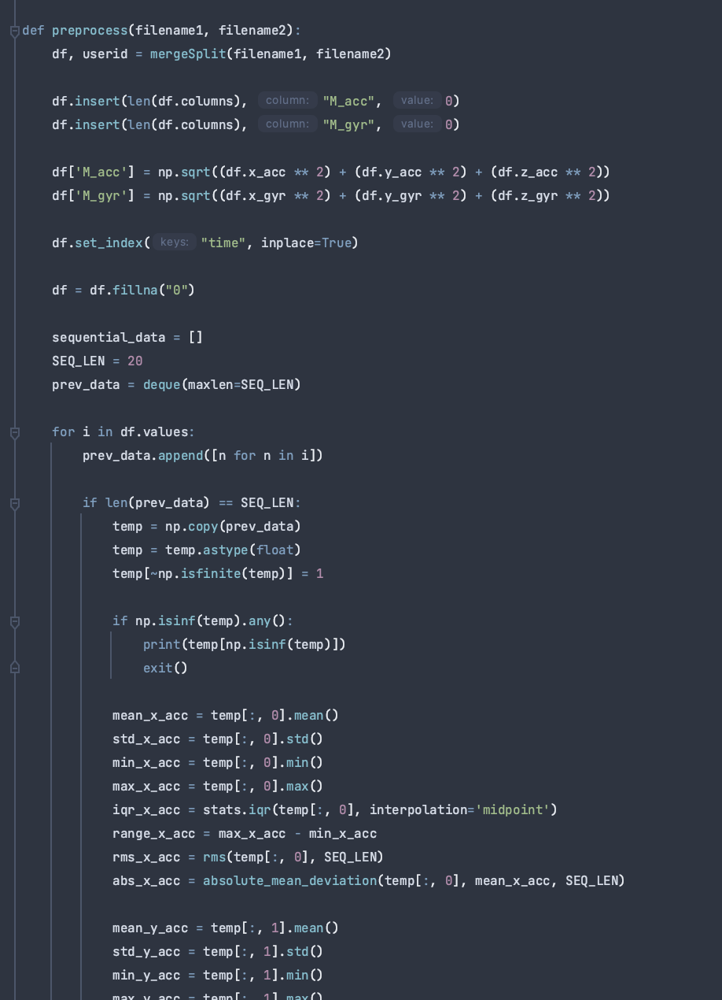 def preprocess(filename1, filename2):
    df, userid = mergeSplit(filename1, filename2)
    df.insert(len(df.columns), column: "M_acc", value: 0)
    df.insert(len(df.columns), column: "M_gyr", value: 0)
    df['M_acc'] = np.sqrt((df.x_acc ** 2) + (df.y_acc ** 2) + (df.z_acc ** 2))
    df['M_gyr'] = np.sqrt((df.x_gyr ** 2) + (df.y_gyr ** 2) + (df.z_gyr ** 2))
    df.set_index( keys: "time", inplace=True)
    df = df.fillna("0")
    sequential_data = []
    SEQ_LEN = 20
    prev_data = deque(maxlen=SEQ_LEN)
    for i in df.values:
        prev_data.append([n for n in i])
        if len(prev_data) == SEQ_LEN:
            temp = np.copy(prev_data)
            temp = temp.astype(float)
            temp[~np.isfinite(temp)] = 1
            if np.isinf(temp).any():
                print(temp[np.isinf(temp)])
                exit()
            mean_x_acc = temp[:, 0].mean()
            std_x_acc = temp[:, 0].std()
            min_x_acc = temp[:, 0].min()
            max_x_acc = temp[:, 0].max()
            iqr_x_acc = stats.iqr(temp[:, 0], interpolation='midpoint')
            range_x_acc = max_x_acc - min_x_acc
            rms_x_acc = rms(temp[:, 0], SEQ_LEN)
            abs_x_acc = absolute_mean_deviation(temp[:, 0], mean_x_acc, SEQ_LEN)
            mean_y_acc = temp[:, 1].mean()
            std_y_acc = temp[:, 1].std()
            min_y_acc = temp[:, 1].min()
            max_y_acc = temp[:, 1].max()